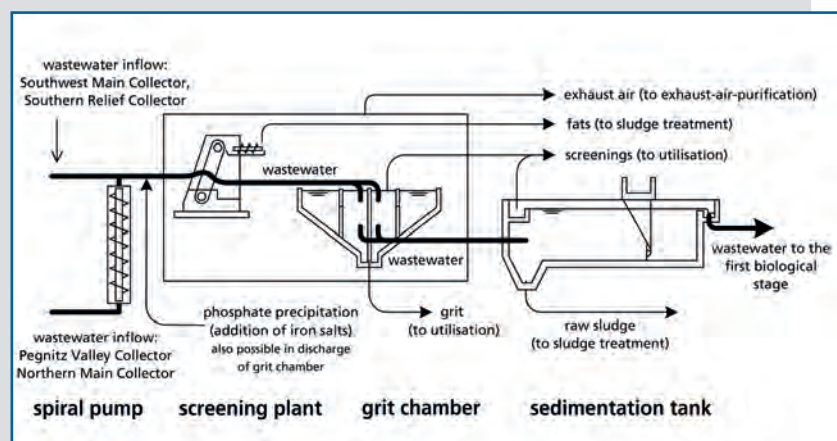 wastewater inflow:
Southwest Main Collector,
Southern Relief Collector
exhaust air (to exhaust-air-purification)
fats (to sludge treatment)
screenings (to utilisation)
wastewater
wastewater
wastewater to the
first biological
stage
phosphate precipitation
(addition of iron salts)
also possible in discharge
of grit chamber
grit
(to utilisation)
raw sludge
(to sludge treatment)
wastewater inflow:
Pegnitz Valley Collector
Northern Main Collector
spiral pump
screening plant
grit chamber
sedimentation tank